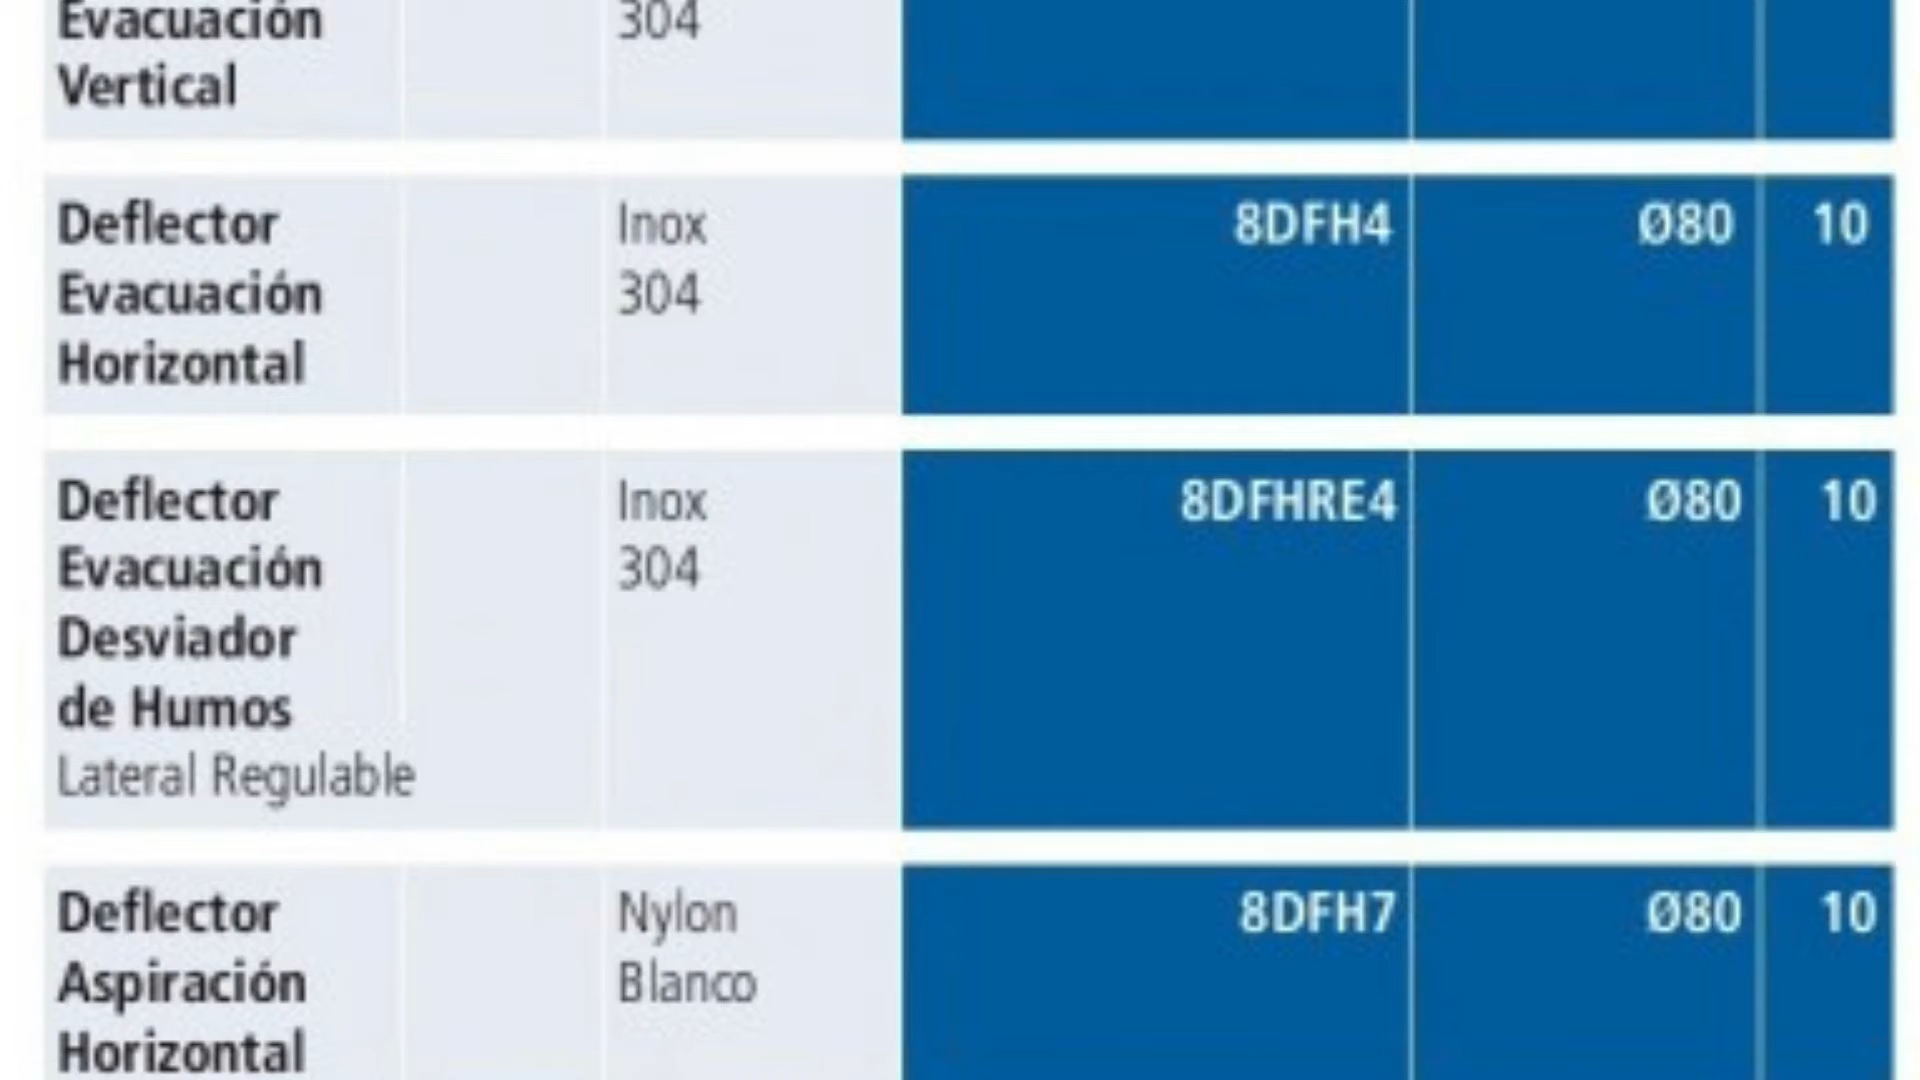 Evacuación 304
Vertical
Deflector Inox 8DFH4 Ø80 10
Evacuación 304
Horizontal
Deflector Inox 8DFHRE4 Ø80 10
Evacuación 304
Desviador
de Humos
Lateral Regulable
Deflector Nylon 8DFH7 Ø80 10
Aspiración Blanco
Horizontal